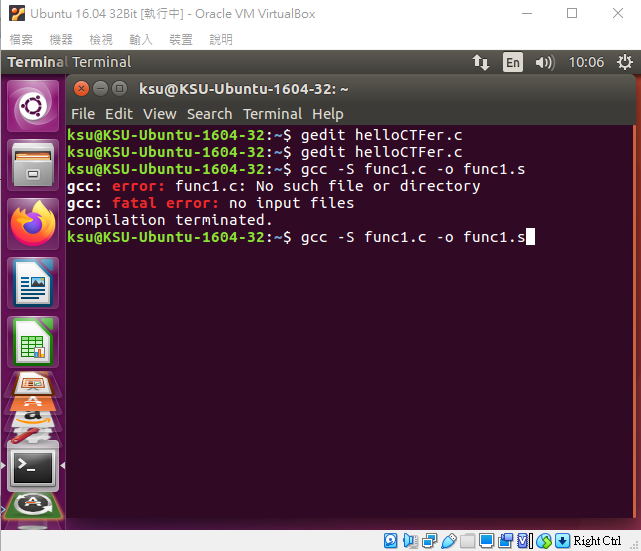 Ubuntu 16.04 32Bit [執行中] - Oracle VM VirtualBox
檔案 機器 檢視 輸入 裝置 說明
Terminal Terminal En 10:06
ksu@KSU-Ubuntu-1604-32: ~
File Edit View Search Terminal Help
ksu@KSU-Ubuntu-1604-32:~$ gedit helloCTFer.c
ksu@KSU-Ubuntu-1604-32:~$ gedit helloCTFer.c
ksu@KSU-Ubuntu-1604-32:~$ gcc -S func1.c -o func1.s
gcc: error: func1.c: No such file or directory
gcc: fatal error: no input files
compilation terminated.
ksu@KSU-Ubuntu-1604-32:~$ gcc -S func1.c -o func1.s
Right Ctrl